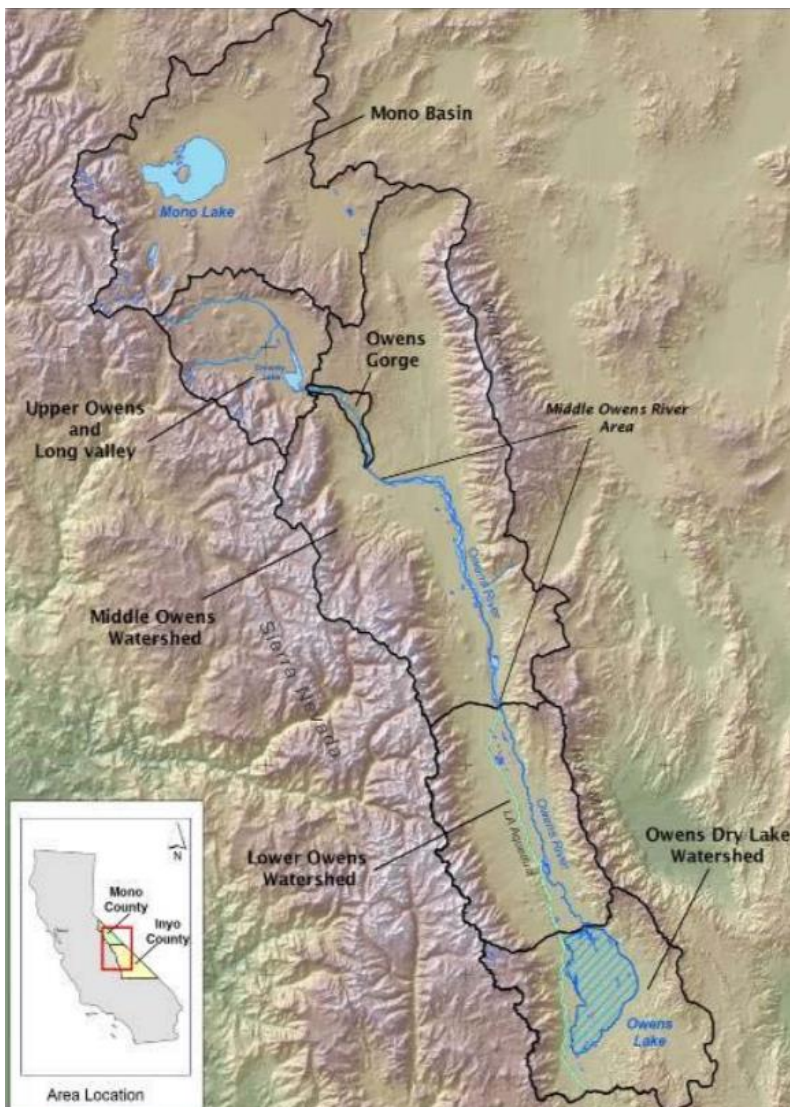 Mono Basin
Mono Lake
Owens
Gorge
Crowley
Lake
Upper Owens
and
Long valley
Middle Owens River
Area
Owens River
Middle Owens
Watershed
Sierra Nevada
Owens River
LA Aqueduct
Lower Owens
Watershed
Owens Dry Lake
Watershed
Owens
Lake
N
Mono
County
Inyo
County
Area Location